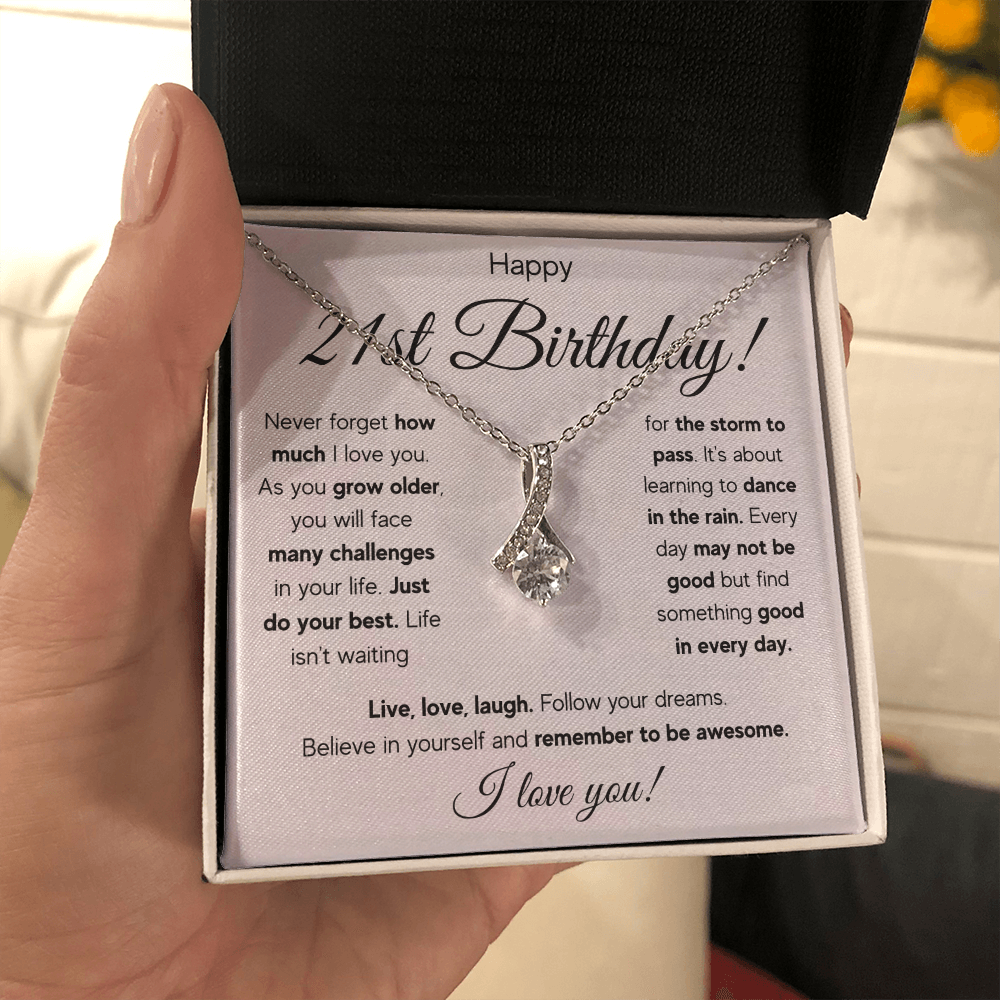 Happy
21st Birthday!
Never forget how
much I love you.
As you grow older,
you will face
many challenges
in your life. Just
do your best. Life
isn't waiting
for the storm to
pass. It's about
learning to dance
in the rain. Every
day may not be
good but find
something good
in every day.
Live, love, laugh. Follow your dreams.
Believe in yourself and remember to be awesome.
I love you!